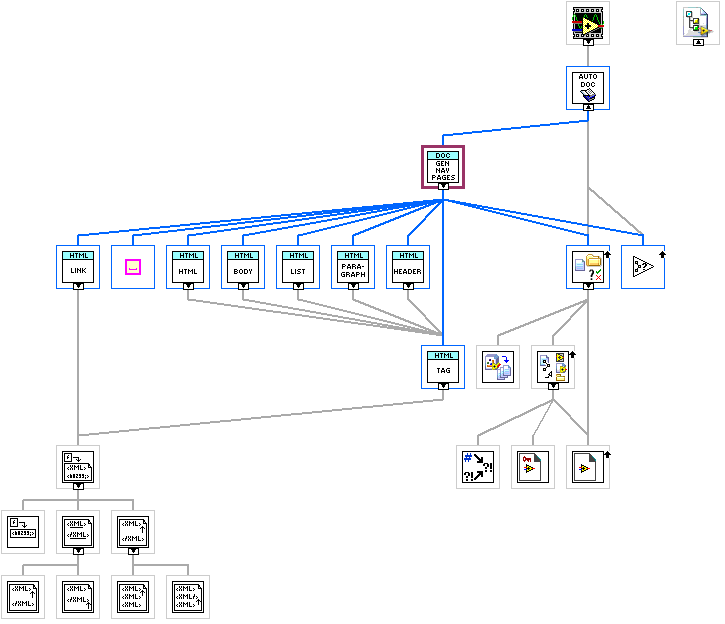 AUTO
DOC
DOC
GEN
NAV
PAGES
HTML
LINK
HTML
HTML
HTML
BODY
HTML
LIST
HTML
PARA-
GRAPH
HTML
HEADER
?
?
HTML
TAG
#
?!
?!
<XML>
<XML>
</XML>
<XML>
</XML>
<XML>
</XML>
<XML>
</XML>
<XML>
<XML>
<XML>
<XML>
<XML>
</XML>